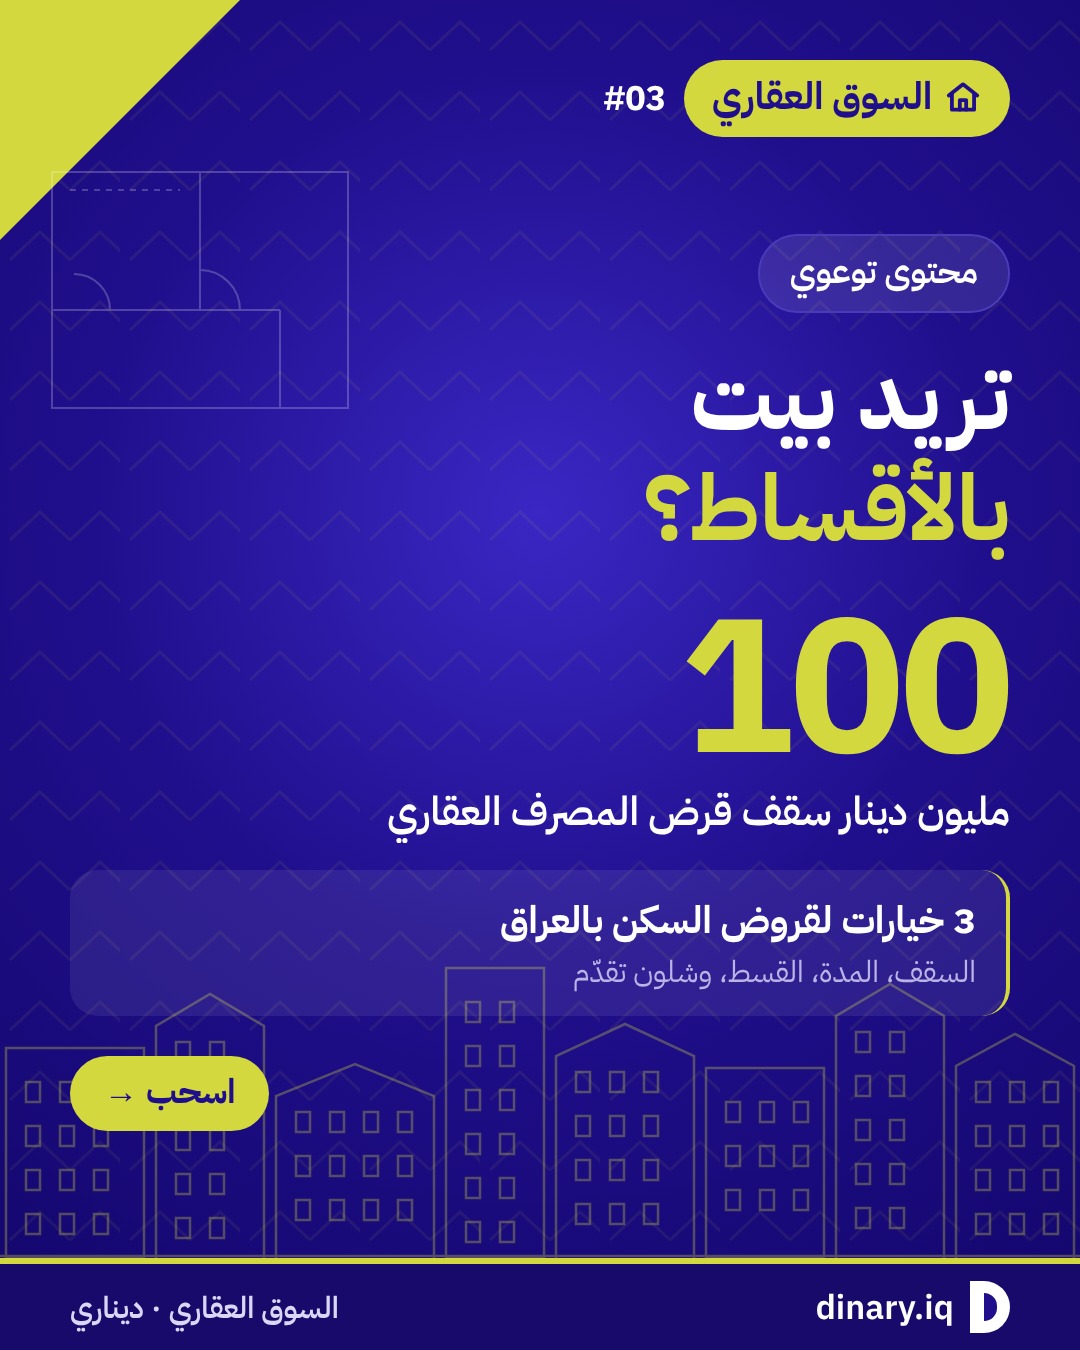 السوق العقاري #03
محتوى توعوي
تريد بيت
بالأقساط؟
100
مليون دينار سقف قرض المصرف العقاري
3 خيارات لقروض السكن بالعراق
السقف، المدة، القسط، وشلون تقدّم
اسحب →
dinary.iq
السوق العقاري · ديناري